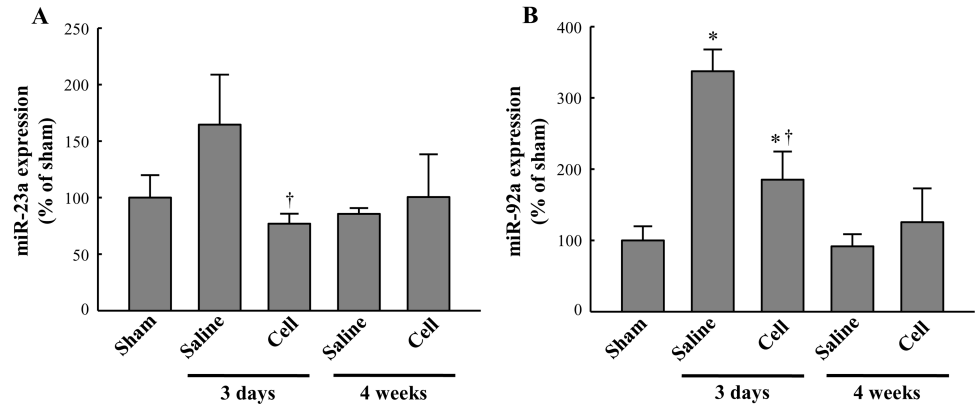 A
miR-23a expression
(% of sham)
250
200
150
100
50
0
†
Sham
Saline
Cell
Saline
Cell
3 days
4 weeks
B
miR-92a expression
(% of sham)
400
300
200
100
0
*
*†
Sham
Saline
Cell
Saline
Cell
3 days
4 weeks